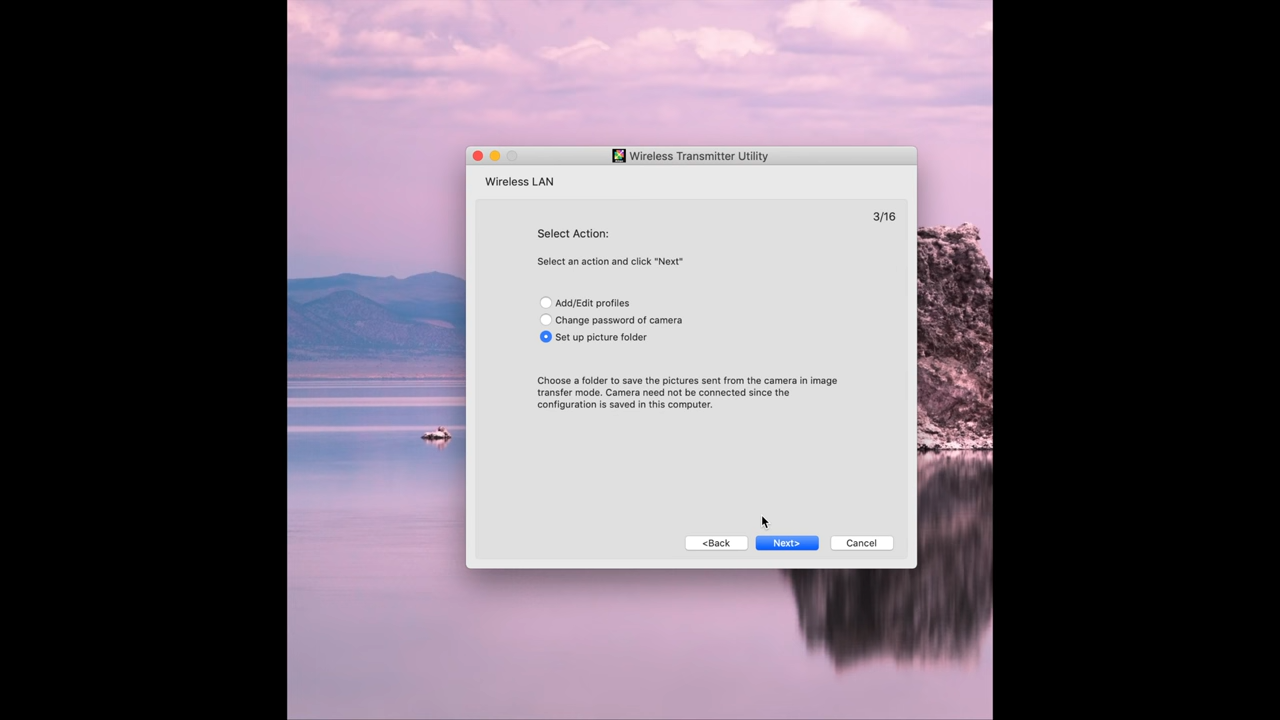 Wireless Transmitter Utility
Wireless LAN
3/16
Select Action:
Select an action and click "Next"
Add/Edit profiles
Change password of camera
Set up picture folder
Choose a folder to save the pictures sent from the camera in image
transfer mode. Camera need not be connected since the
configuration is saved in this computer.
<Back Next> Cancel